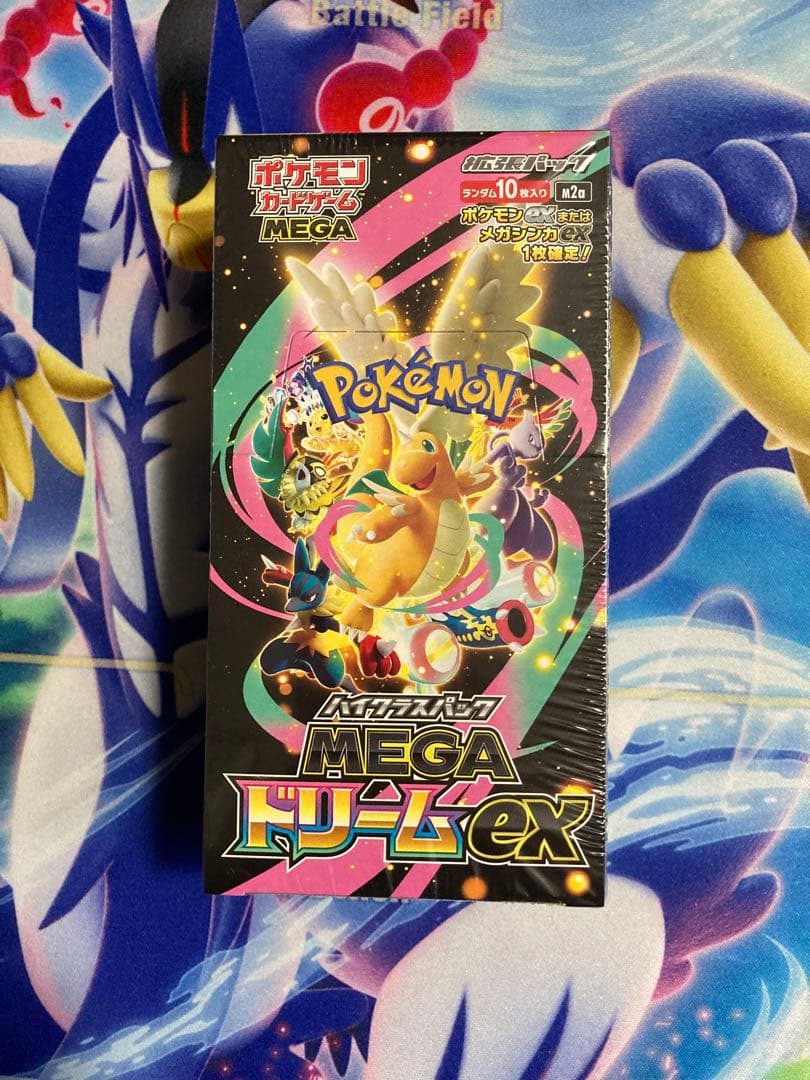 Battle Field
ポケモン
カードゲーム
MEGA
拡張パック
ランダム10枚入り M2a
ポケモンexまたは
メガシンカex
1枚確定!
POKéMON
TM
ハイクラスパック
MEGA
ドリームex